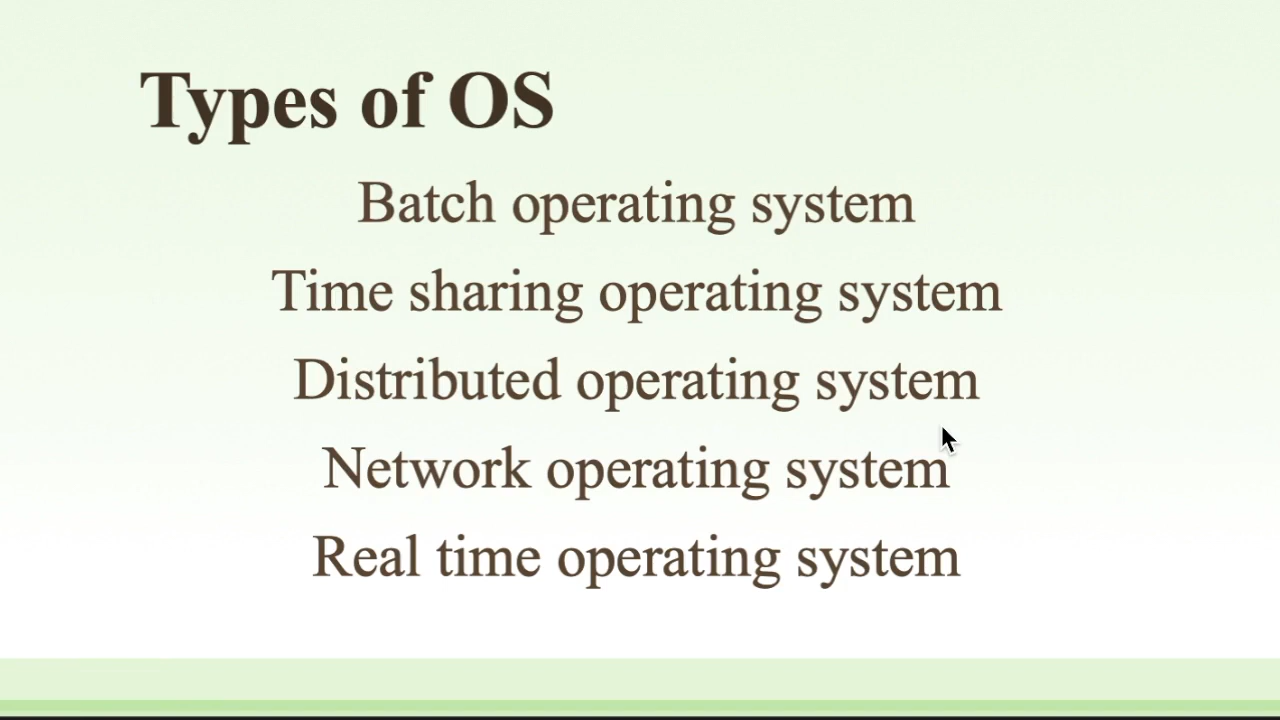 Types of OS
Batch operating system
Time sharing operating system
Distributed operating system
Network operating system
Real time operating system